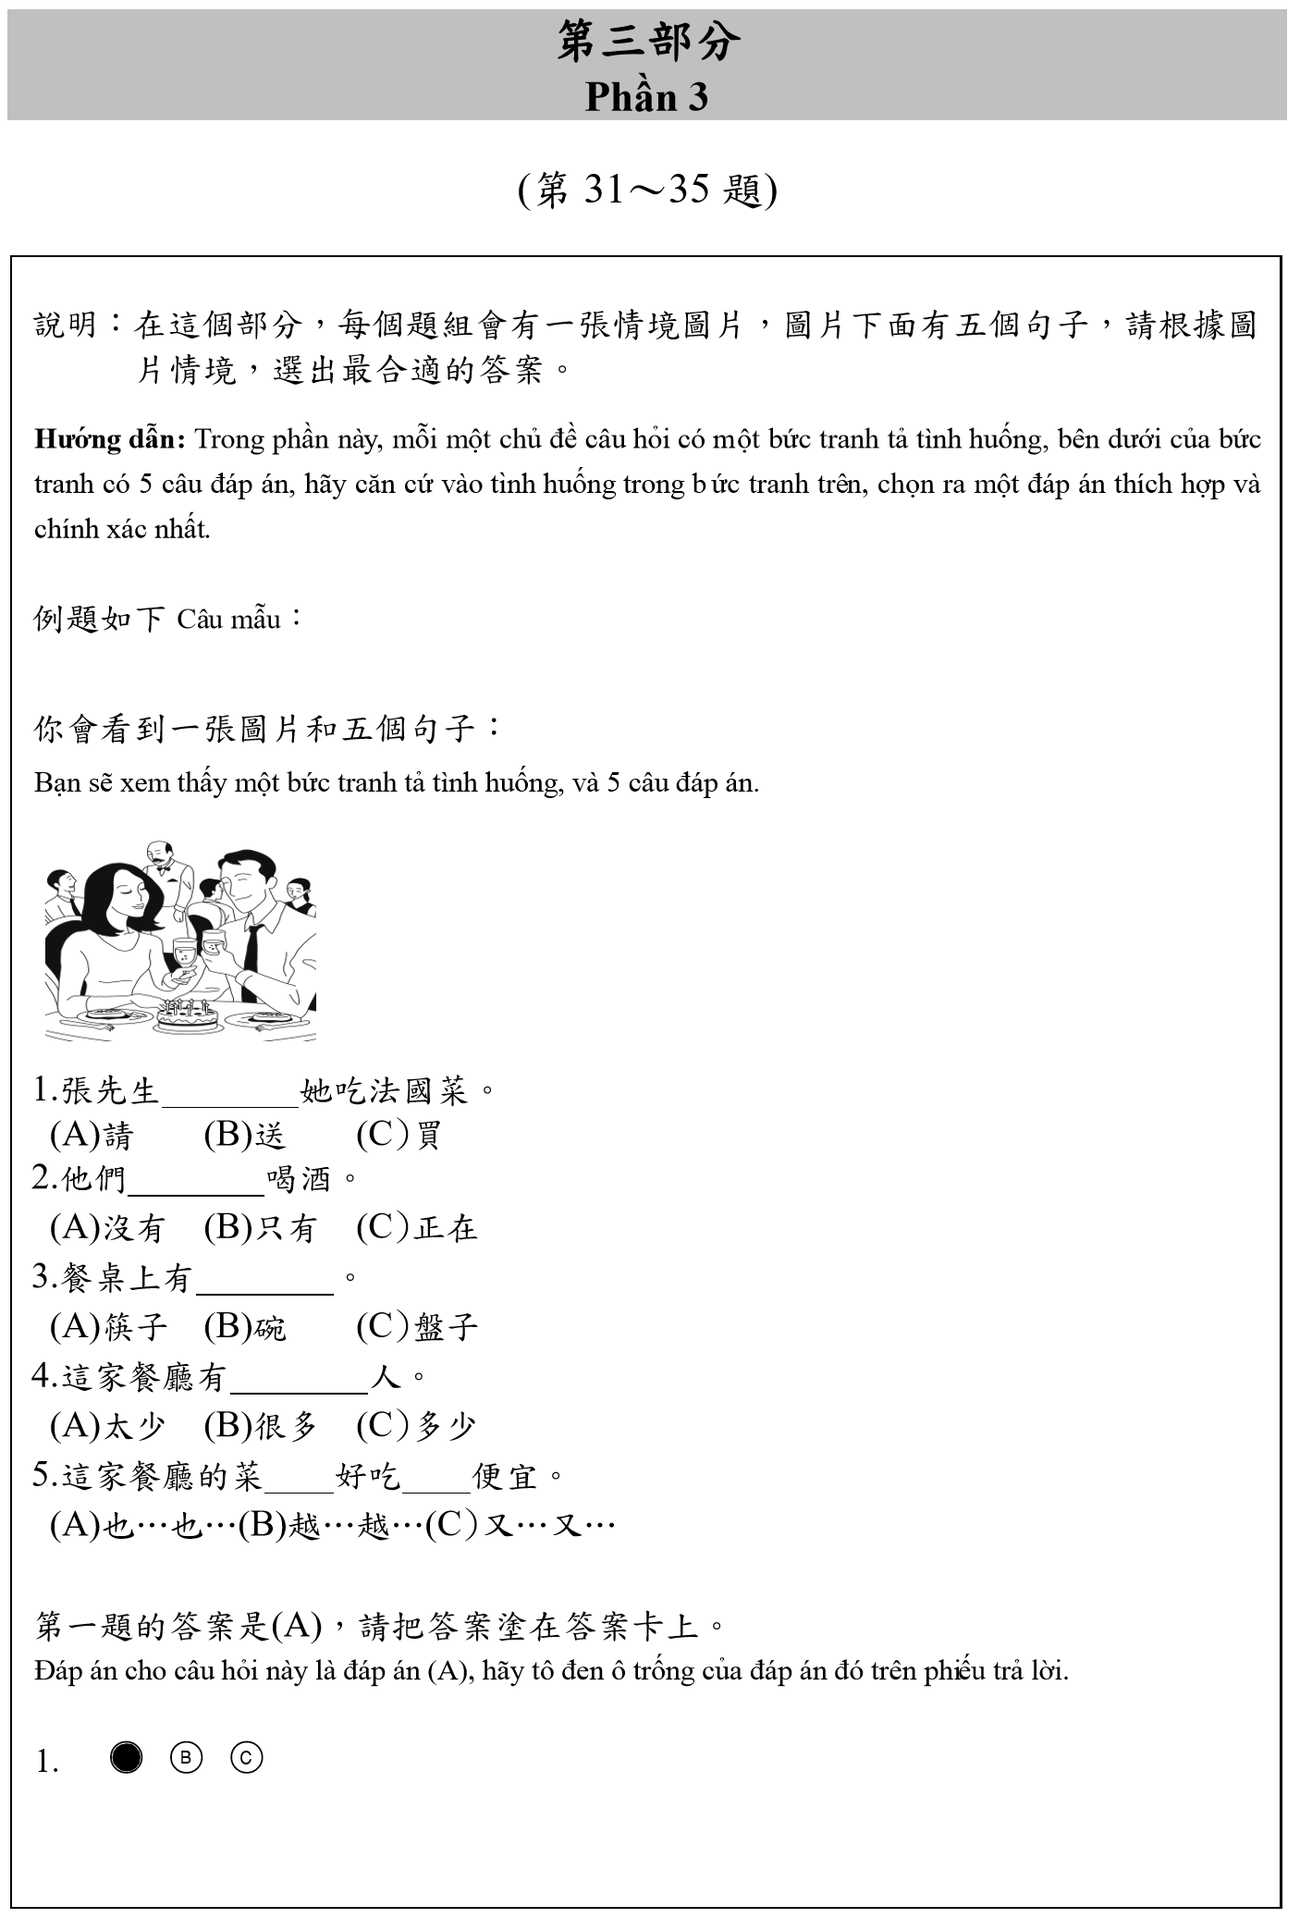 第三部分
Phần 3
(第 31～35 題)
說明：在這個部分，每個題組會有一張情境圖片，圖片下面有五個句子，請根據圖
片情境，選出最合適的答案。
Hướng dẫn: Trong phần này, mỗi một chủ đề câu hỏi có một bức tranh tả tình huống, bên dưới của bức
tranh có 5 câu đáp án, hãy căn cứ vào tình huống trong bức tranh trên, chọn ra một đáp án thích hợp và
chính xác nhất.
例題如下 Câu mẫu：
你會看到一張圖片和五個句子：
Bạn sẽ xem thấy một bức tranh tả tình huống, và 5 câu đáp án.
1.張先生________她吃法國菜。
(A)請 (B)送 (C)買
2.他們________喝酒。
(A)沒有 (B)只有 (C)正在
3.餐桌上有________。
(A)筷子 (B)碗 (C)盤子
4.這家餐廳有________人。
(A)太少 (B)很多 (C)多少
5.這家餐廳的菜____好吃____便宜。
(A)也…也…(B)越…越…(C)又…又…
第一題的答案是(A)，請把答案塗在答案卡上。
Đáp án cho câu hỏi này là đáp án (A), hãy tô đen ô trống của đáp án đó trên phiếu trả lời.
1. B C